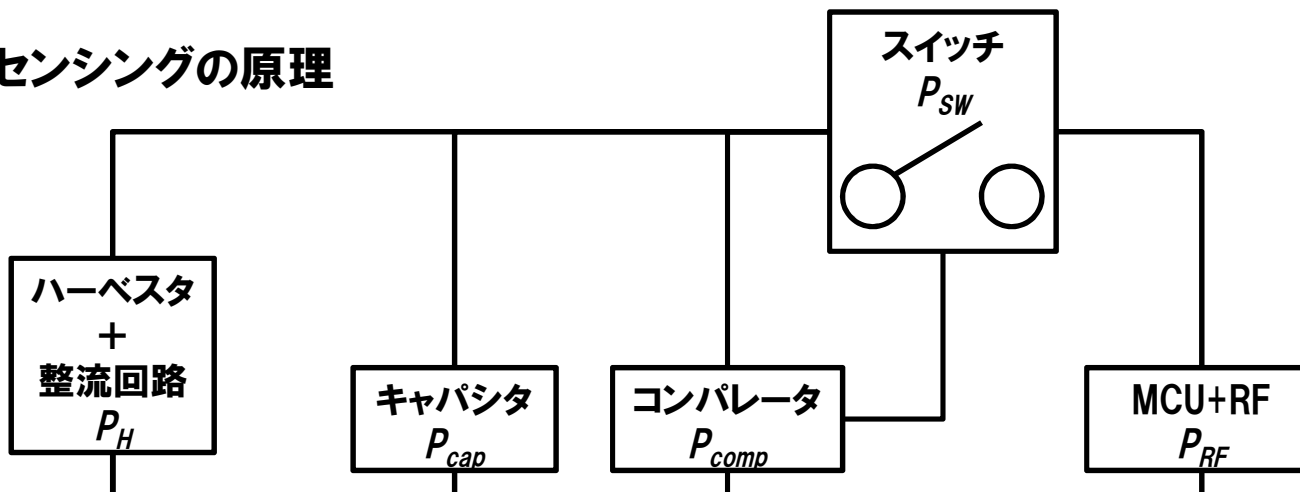 センシングの原理
スイッチ
P_SW
ハーベスタ
+
整流回路
P_H
キャパシタ
P_cap
コンパレータ
P_comp
MCU+RF
P_RF